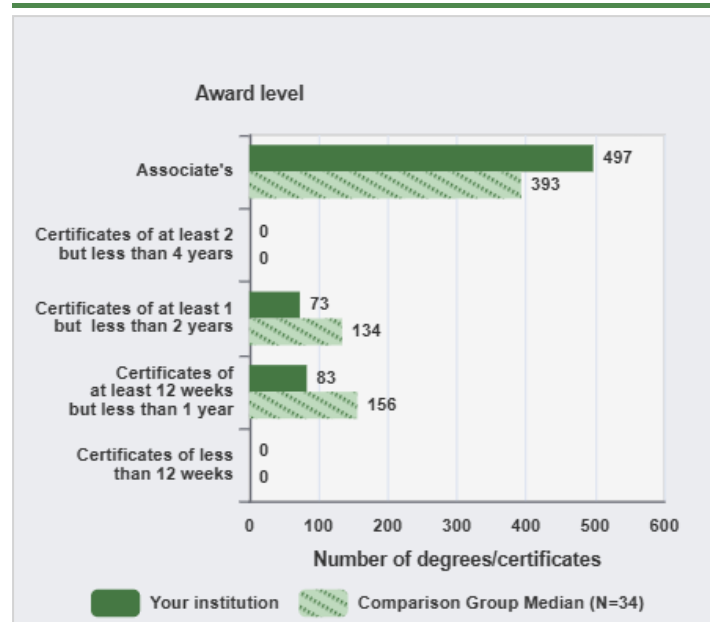 Award level
Associate's
497
393
Certificates of at least 2
but less than 4 years
0
0
Certificates of at least 1
but less than 2 years
73
134
Certificates of
at least 12 weeks
but less than 1 year
83
156
Certificates of less
than 12 weeks
0
0
0 100 200 300 400 500 600
Number of degrees/certificates
Your institution Comparison Group Median (N=34)